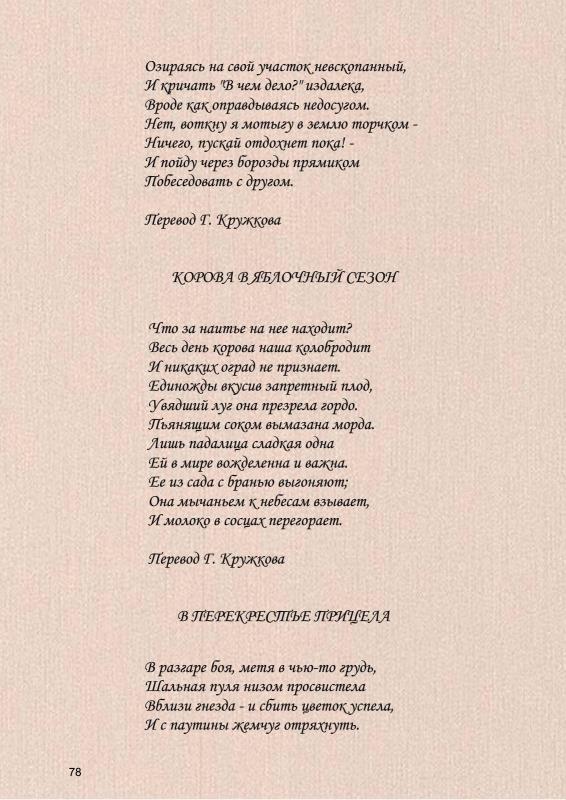 Озираясь на свой участок невскопанный,
И кричать "В чем дело?" издалека,
Вроде как оправдываясь недосугом.
Нет, воткну я мотыгу в землю торчком -
Ничего, пускай отдохнет пока! -
И пойду через борозды прямиком
Побеседовать с другом.
Перевод Г. Кружкова
КОРОВА В ЯБЛОЧНЫЙ СЕЗОН
Что за наитье на нее находит?
Весь день корова наша колобродит
И никаких оград не признает.
Единожды вкусив запретный плод,
Увядший луг она презрела гордо.
Пьянящим соком вымазана морда.
Лишь падалица сладкая одна
Ей в мире вожделенна и важна.
Ее из сада с бранью выгоняют;
Она мычаньем к небесам взывает,
И молоко в сосцах перегорает.
Перевод Г. Кружкова
В ПЕРЕКРЕСТЬЕ ПРИЦЕЛА
В разгаре боя, метя в чью-то грудь,
Шальная пуля низом просвистела
Вблизи гнезда - и сбить цветок успела,
И с паутины жемчуг отряхнуть.
78